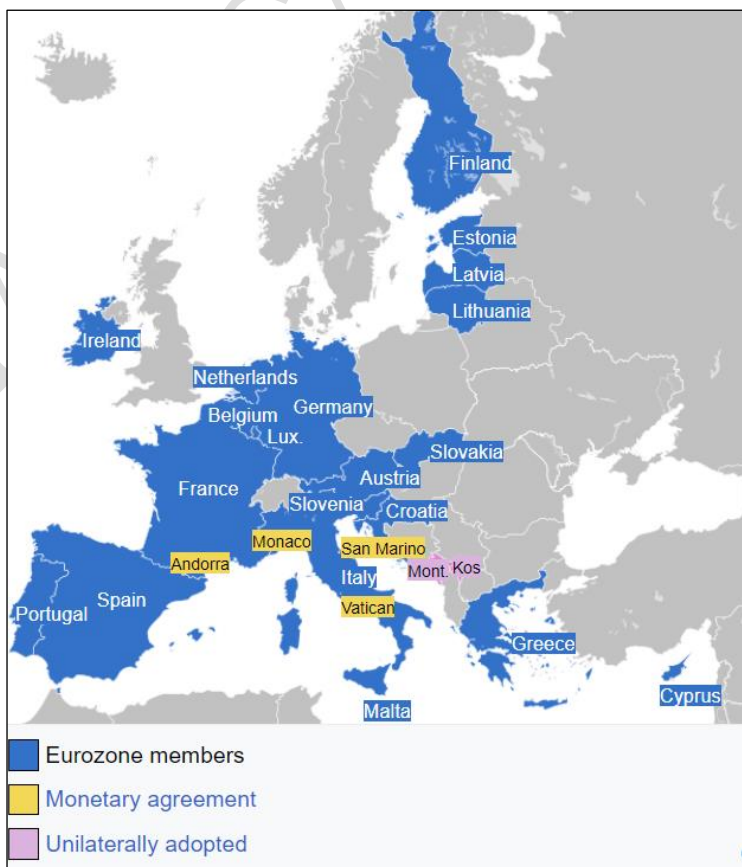 Finland
Estonia
Latvia
Lithuania
Ireland
Netherlands
Belgium
Germany
Lux.
Slovakia
Austria
France
Slovenia
Croatia
Monaco
San Marino
Andorra
Mont.
Kos
Italy
Spain
Portugal
Vatican
Greece
Cyprus
Malta
Eurozone members
Monetary agreement
Unilaterally adopted